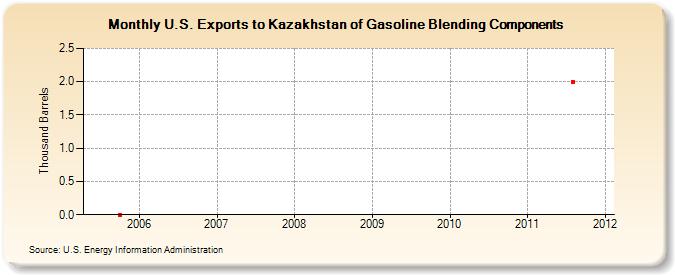 Monthly U.S. Exports to Kazakhstan of Gasoline Blending Components
Thousand Barrels
2.5
2.0
1.5
1.0
0.5
0.0
2006 2007 2008 2009 2010 2011 2012
Source: U.S. Energy Information Administration